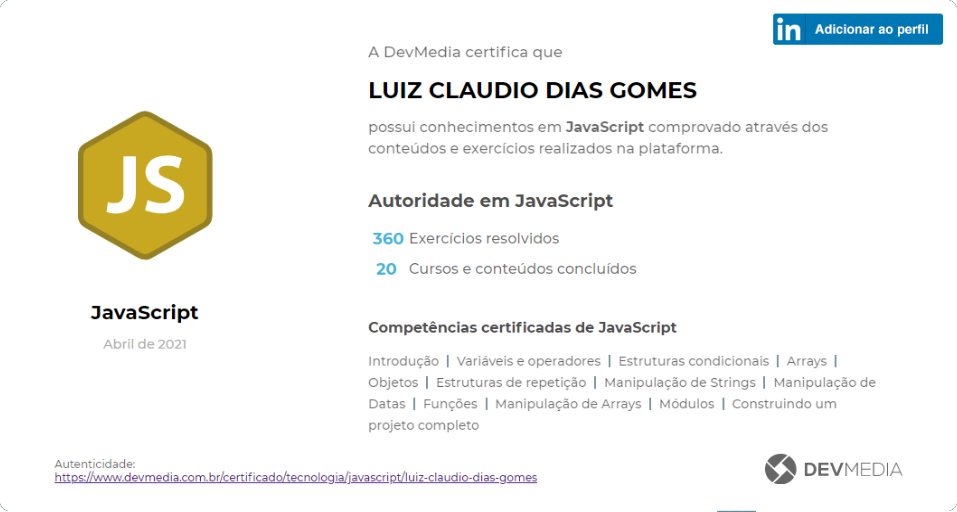 in Adicionar ao perfil
A DevMedia certifica que
LUIZ CLAUDIO DIAS GOMES
possui conhecimentos em JavaScript comprovado através dos
conteúdos e exercícios realizados na plataforma.
JS
Autoridade em JavaScript
360 Exercícios resolvidos
20 Cursos e conteúdos concluídos
JavaScript
Abril de 2021
Competências certificadas de JavaScript
Introdução | Variáveis e operadores | Estruturas condicionais | Arrays |
Objetos | Estruturas de repetição | Manipulação de Strings | Manipulação de
Datas | Funções | Manipulação de Arrays | Módulos | Construindo um
projeto completo
Autenticidade:
https://www.devmedia.com.br/certificado/tecnologia/javascript/luiz-claudio-dias-gomes
DEVMEDIA